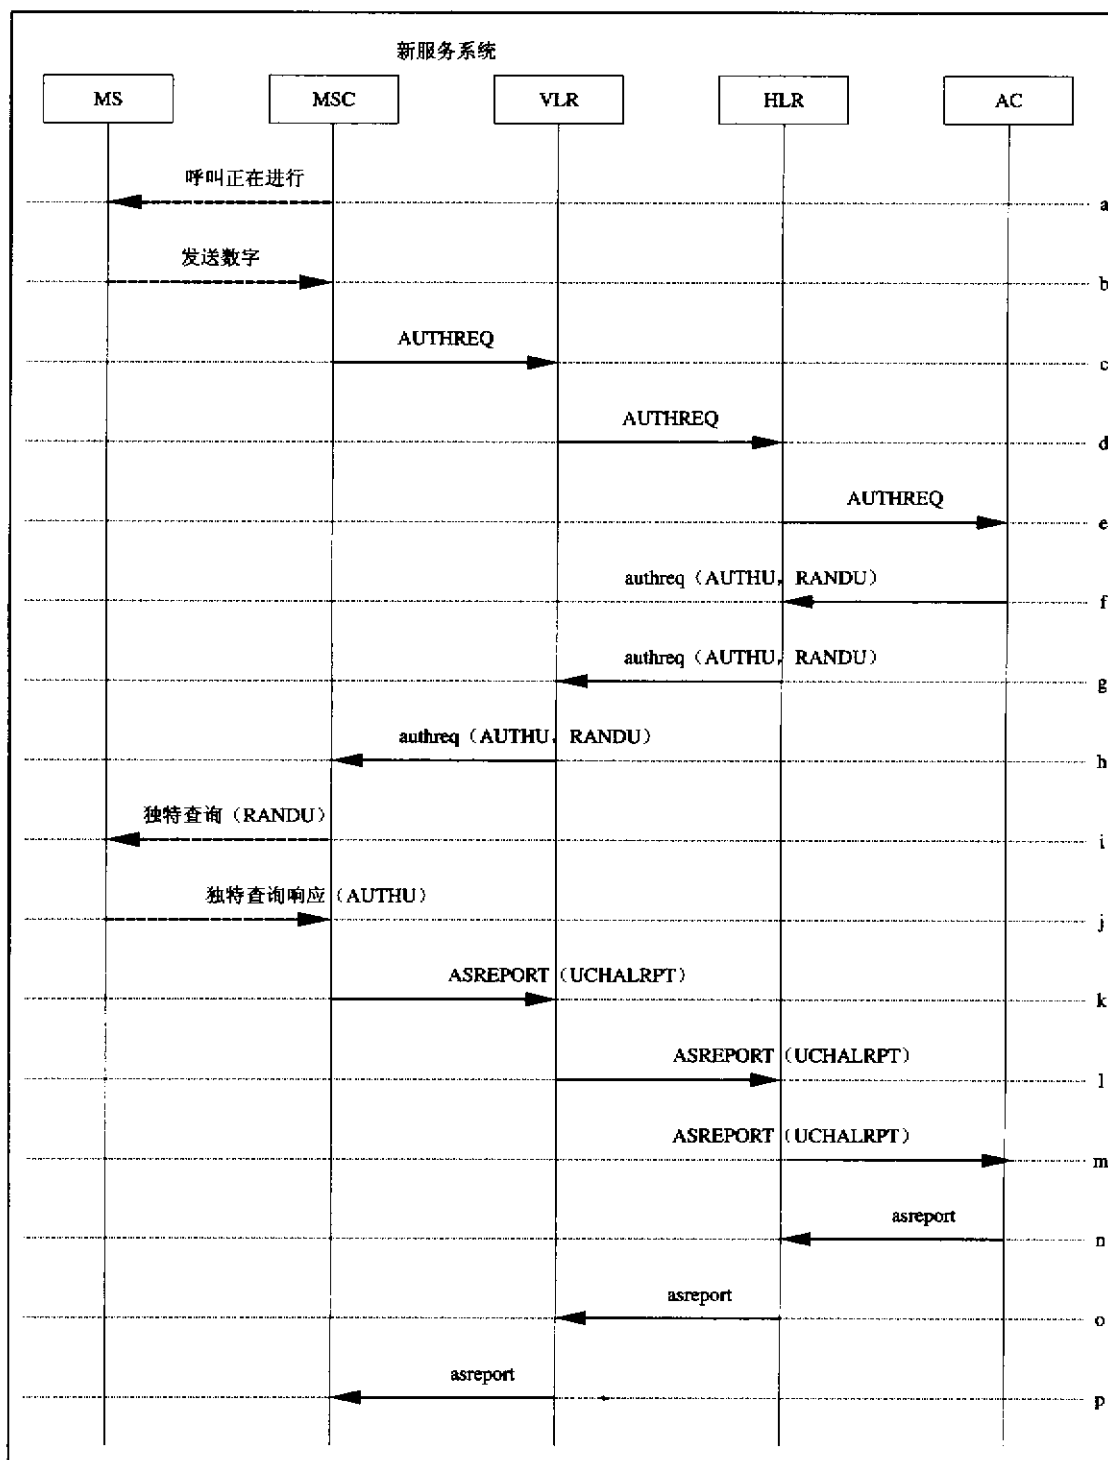 新服务系统
MS MSC VLR HLR AC
呼叫正在进行
a
发送数字
b
AUTHREQ
c
AUTHREQ
d
AUTHREQ
e
authreq（AUTHU，RANDU）
f
authreq（AUTHU，RANDU）
g
authreq（AUTHU，RANDU）
h
独特查询（RANDU）
i
独特查询响应（AUTHU）
j
ASREPORT（UCHALRPT）
k
ASREPORT（UCHALRPT）
l
ASREPORT（UCHALRPT）
m
asreport
n
asreport
o
asreport
p